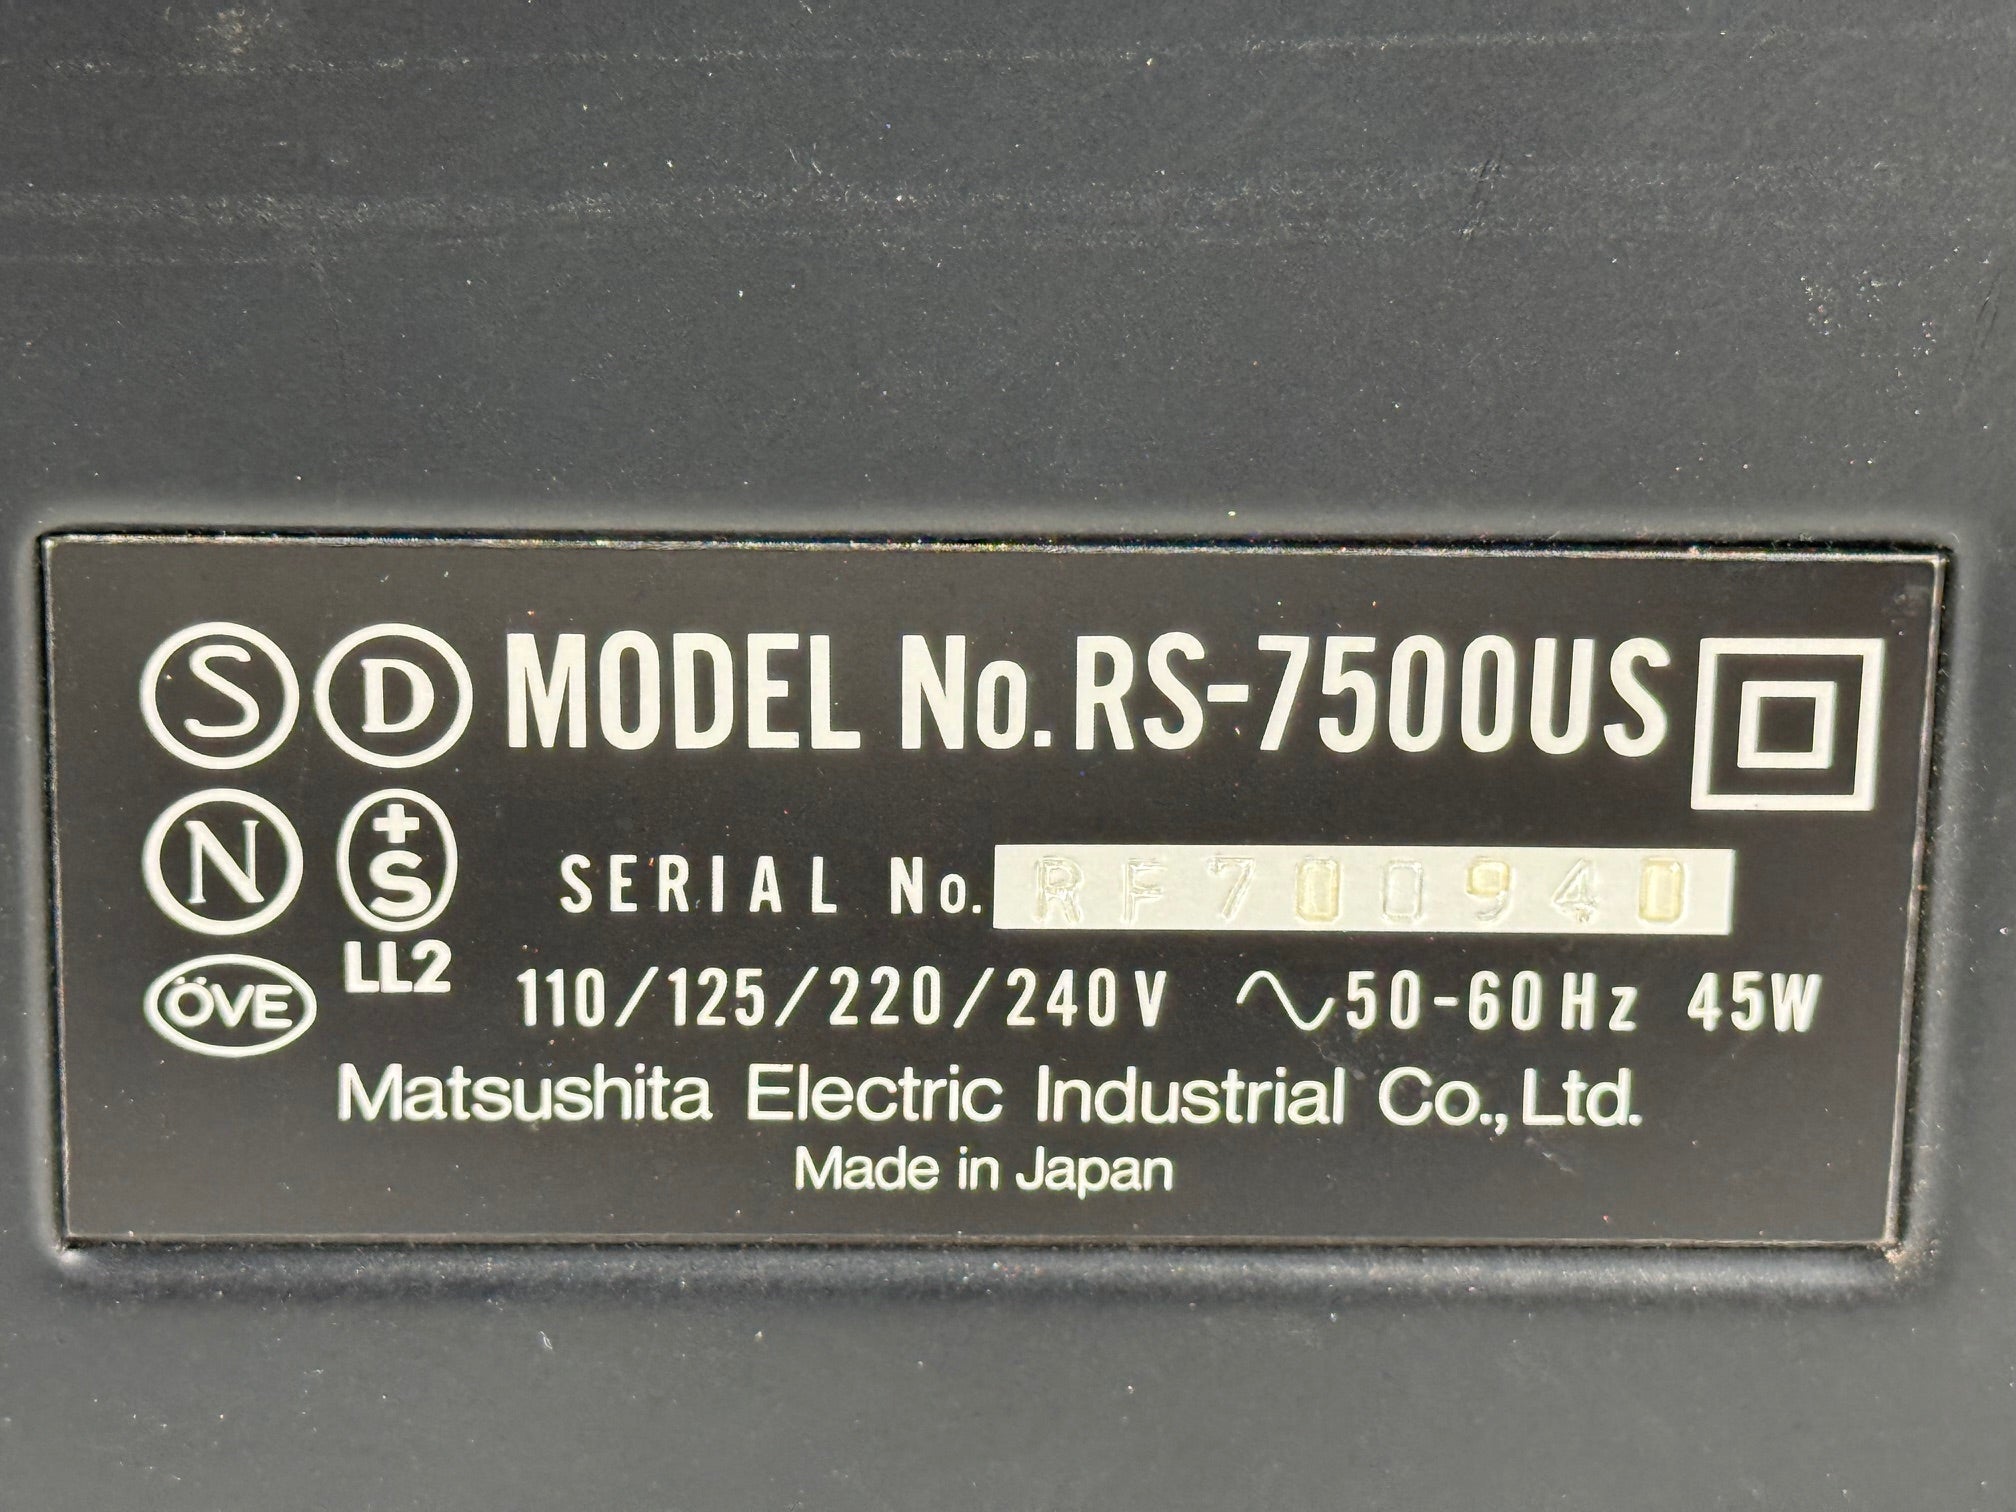 S D MODEL No. RS-7500US
N +S SERIAL No. RF700940
LL2
ÖVE 110/125/220/240V ∿50-60Hz 45W
Matsushita Electric Industrial Co., Ltd.
Made in Japan